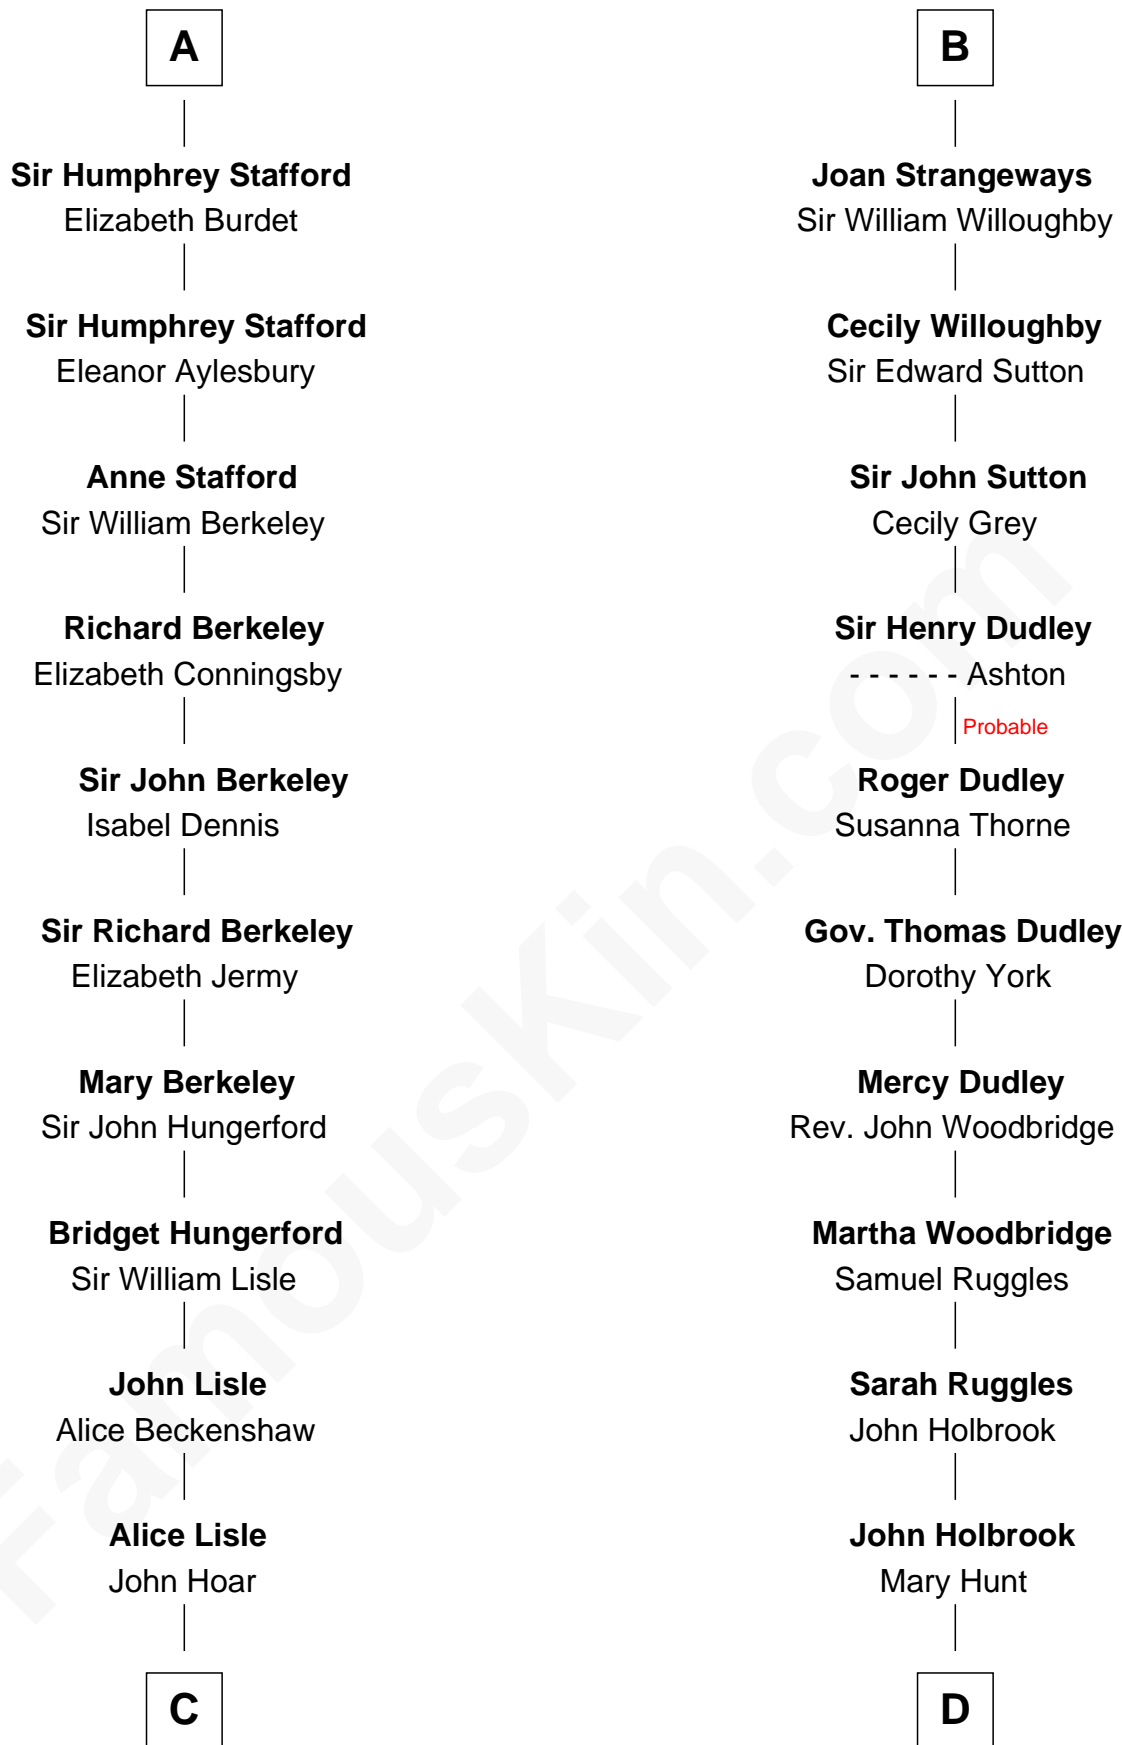 A
Sir Humphrey Stafford
Elizabeth Burdet
Sir Humphrey Stafford
Eleanor Aylesbury
Anne Stafford
Sir William Berkeley
Richard Berkeley
Elizabeth Conningsby
Sir John Berkeley
Isabel Dennis
Sir Richard Berkeley
Elizabeth Jermy
Mary Berkeley
Sir John Hungerford
Bridget Hungerford
Sir William Lisle
John Lisle
Alice Beckenshaw
Alice Lisle
John Hoar
C
B
Joan Strangeways
Sir William Willoughby
Cecily Willoughby
Sir Edward Sutton
Sir John Sutton
Cecily Grey
Sir Henry Dudley
- - - - - - Ashton
Probable
Roger Dudley
Susanna Thorne
Gov. Thomas Dudley
Dorothy York
Mercy Dudley
Rev. John Woodbridge
Martha Woodbridge
Samuel Ruggles
Sarah Ruggles
John Holbrook
John Holbrook
Mary Hunt
D
FamousKin.com